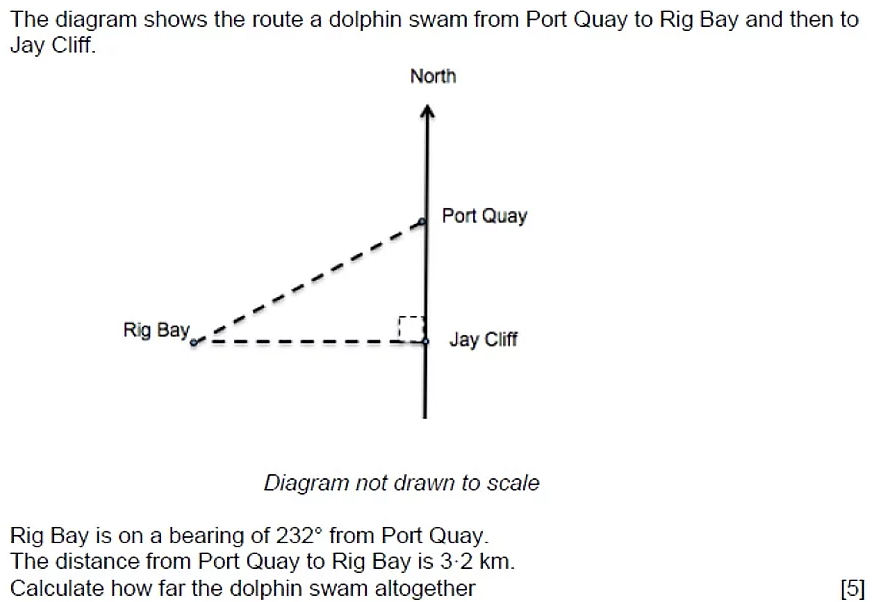 The diagram shows the route a dolphin swam from Port Quay to Rig Bay and then to
Jay Cliff.
North
Port Quay
Rig Bay
Jay Cliff
Diagram not drawn to scale
Rig Bay is on a bearing of 232° from Port Quay.
The distance from Port Quay to Rig Bay is 3·2 km.
Calculate how far the dolphin swam altogether [5]